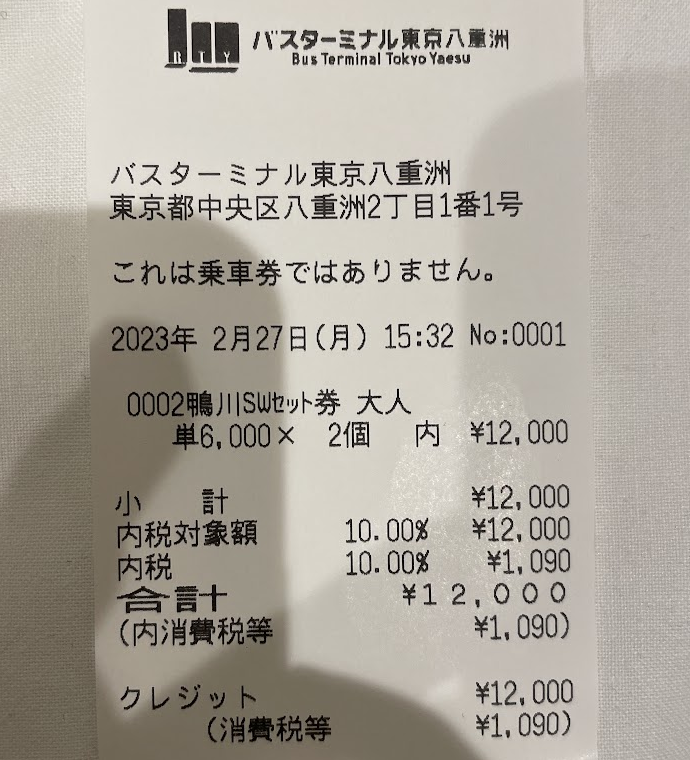 BTY
バスターミナル東京八重洲
Bus Terminal Tokyo Yaesu
バスターミナル東京八重洲
東京都中央区八重洲2丁目1番1号
これは乗車券ではありません。
2023年 2月27日(月) 15:32 No:0001
0002鴨川SWｾｯﾄ券 大人
単6,000× 2個 内 ¥12,000
小 計 ¥12,000
内税対象額 10.00% ¥12,000
内税 10.00% ¥1,090
合計 ¥12,000
(内消費税等 ¥1,090)
クレジット ¥12,000
(消費税等 ¥1,090)